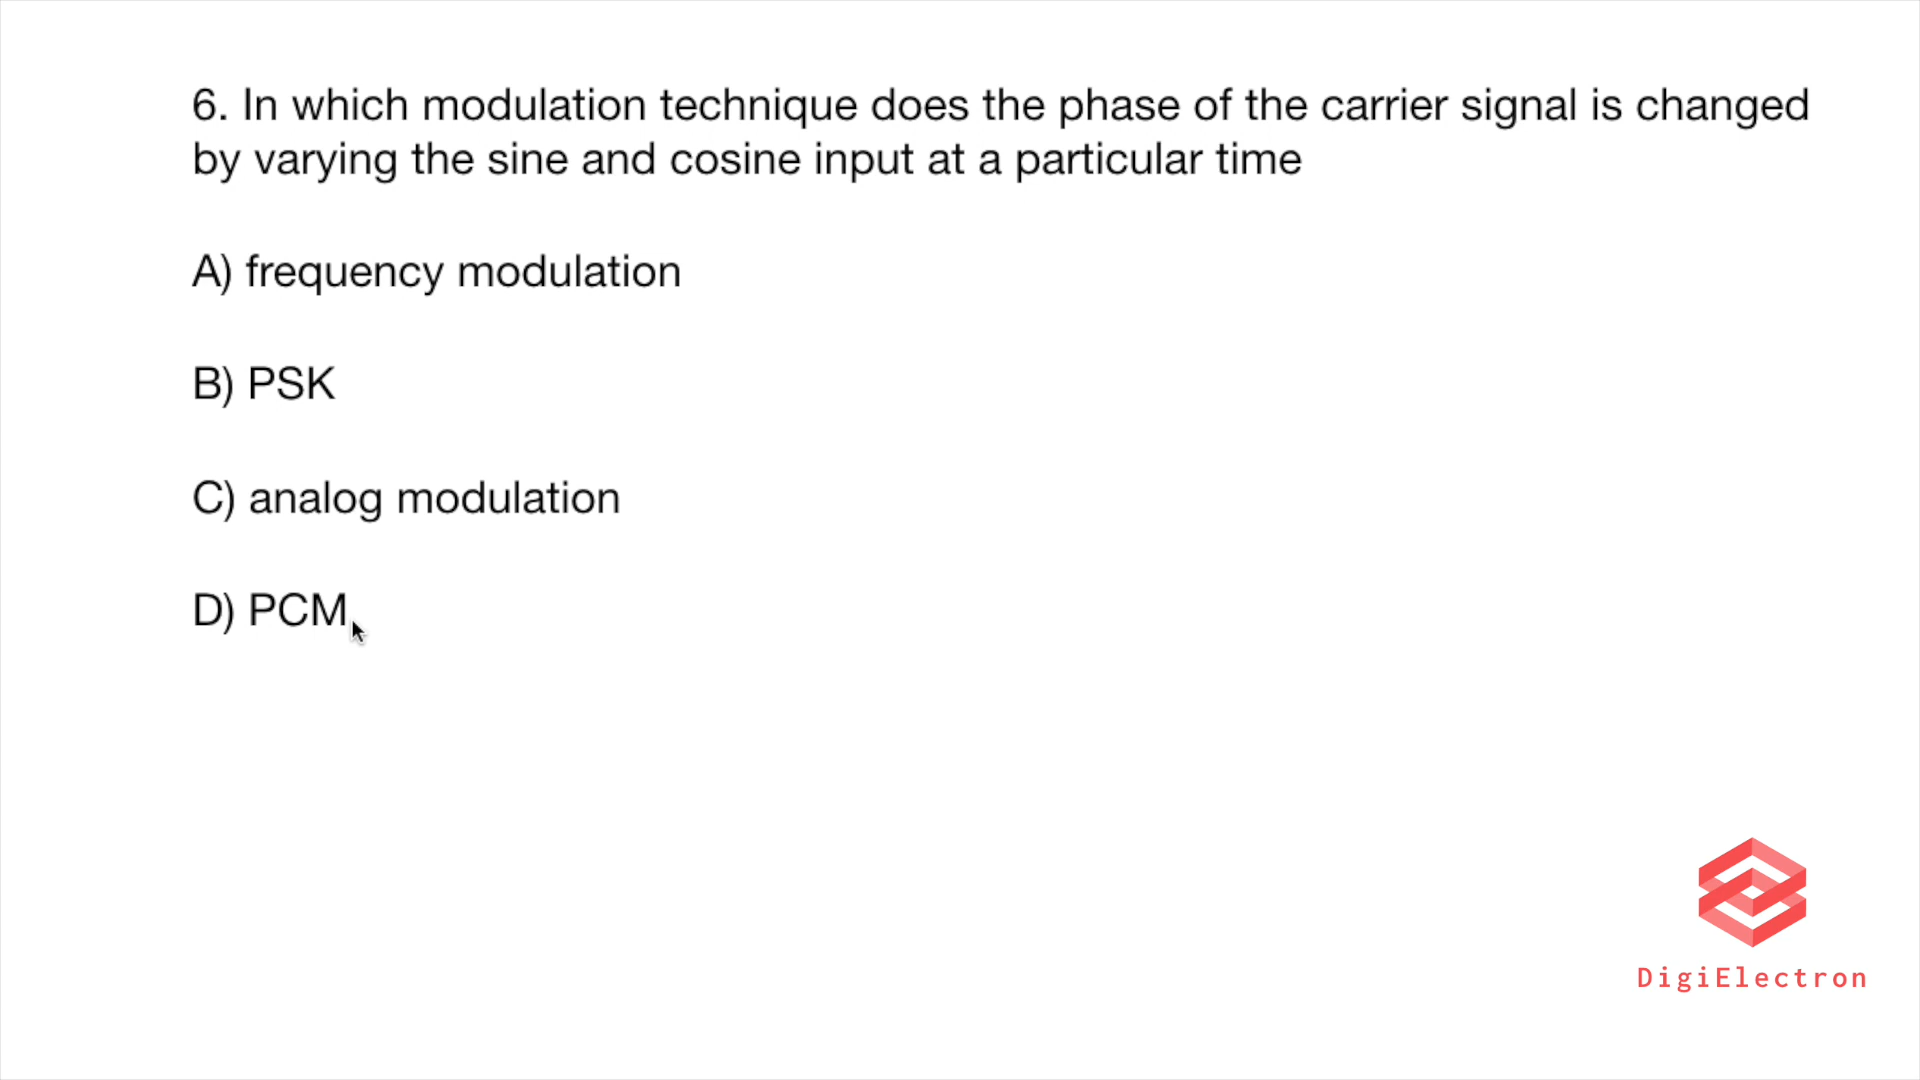 6. In which modulation technique does the phase of the carrier signal is changed
by varying the sine and cosine input at a particular time
A) frequency modulation
B) PSK
C) analog modulation
D) PCM
DigiElectron